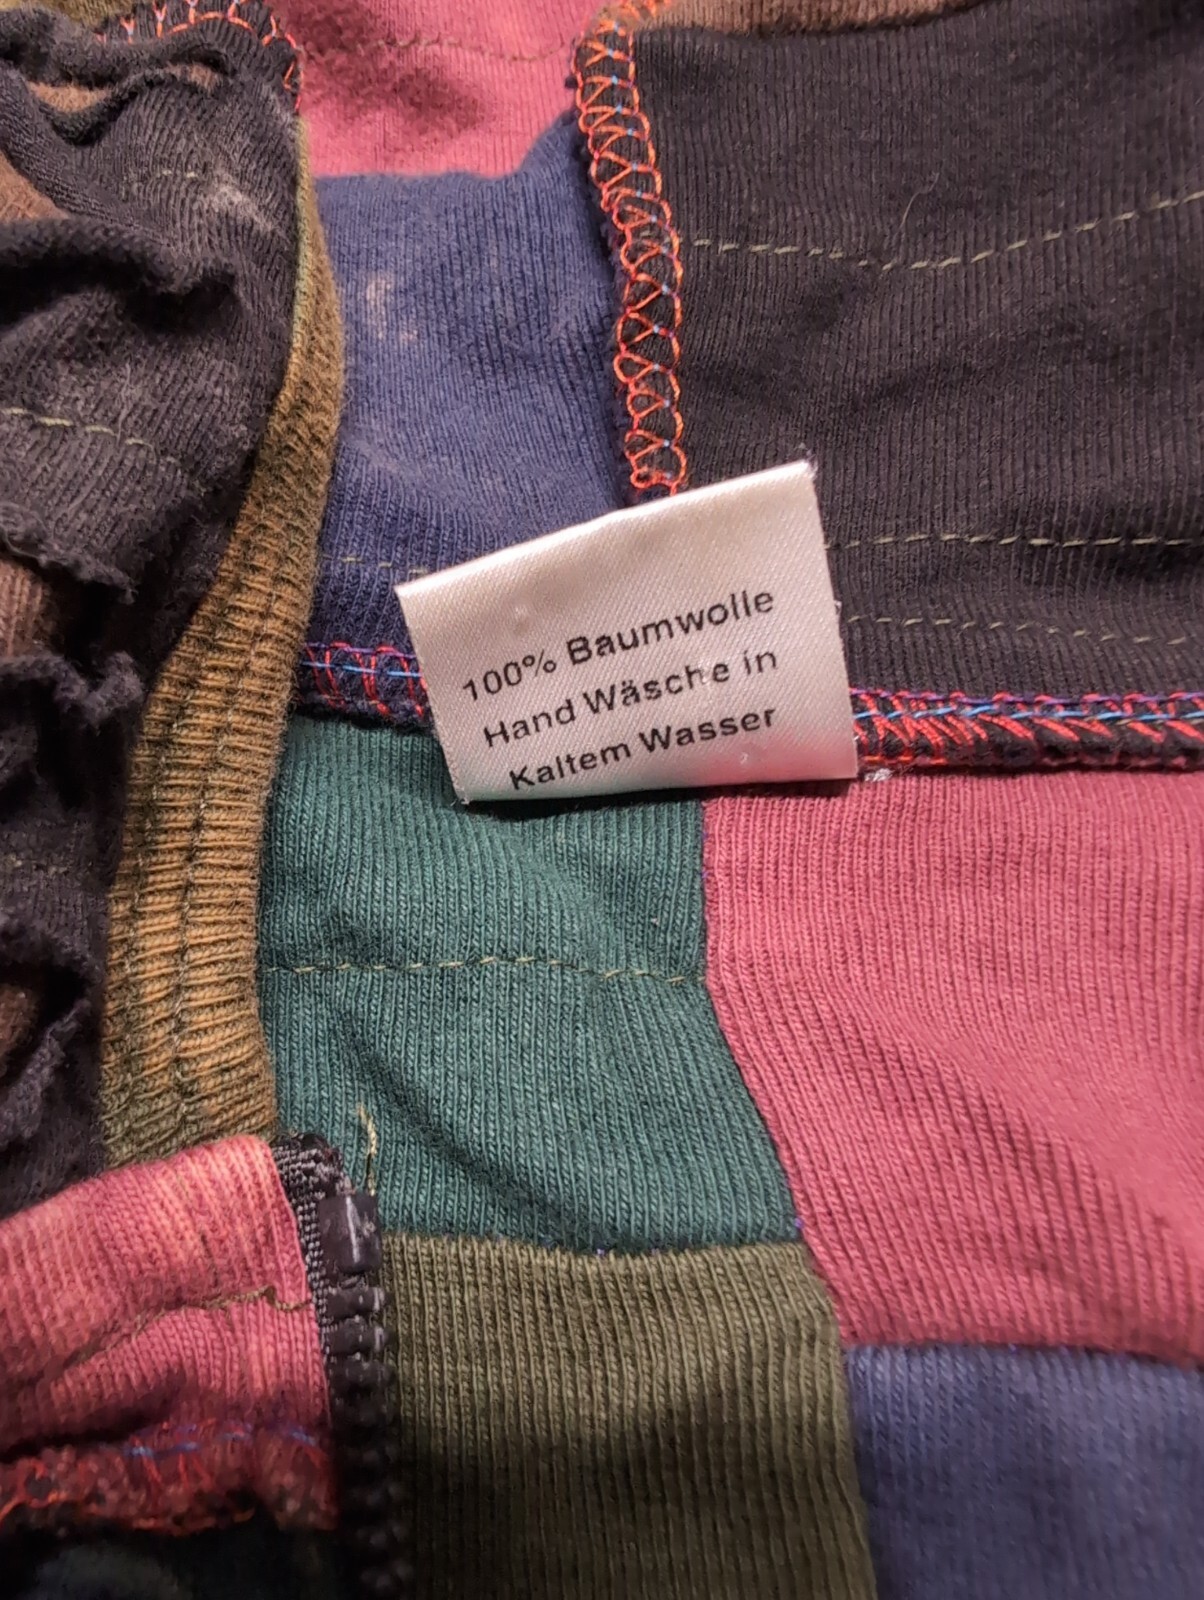 100% Baumwolle
Hand Wäsche in
Kaltem Wasser